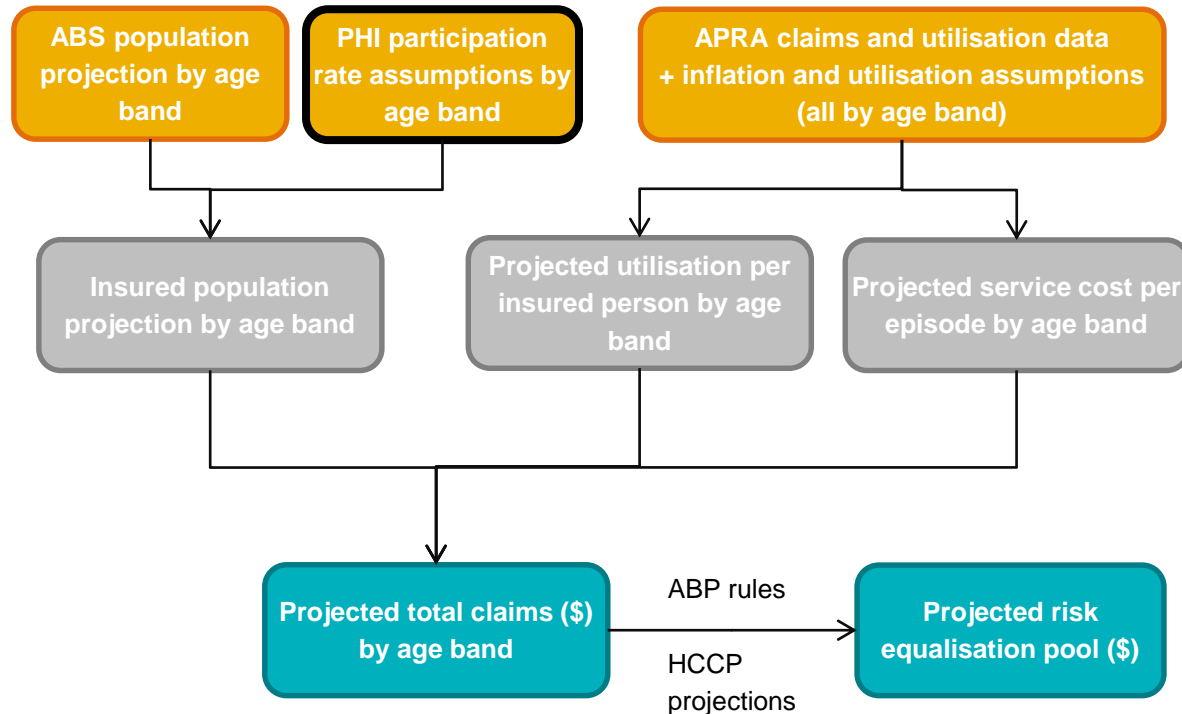 ABS population
projection by age
band
PHI participation
rate assumptions by
age band
APRA claims and utilisation data
+ inflation and utilisation assumptions
(all by age band)
Insured population
projection by age band
Projected utilisation per
insured person by age
band
Projected service cost per
episode by age band
Projected total claims ($)
by age band
ABP rules
HCCP
projections
Projected risk
equalisation pool ($)